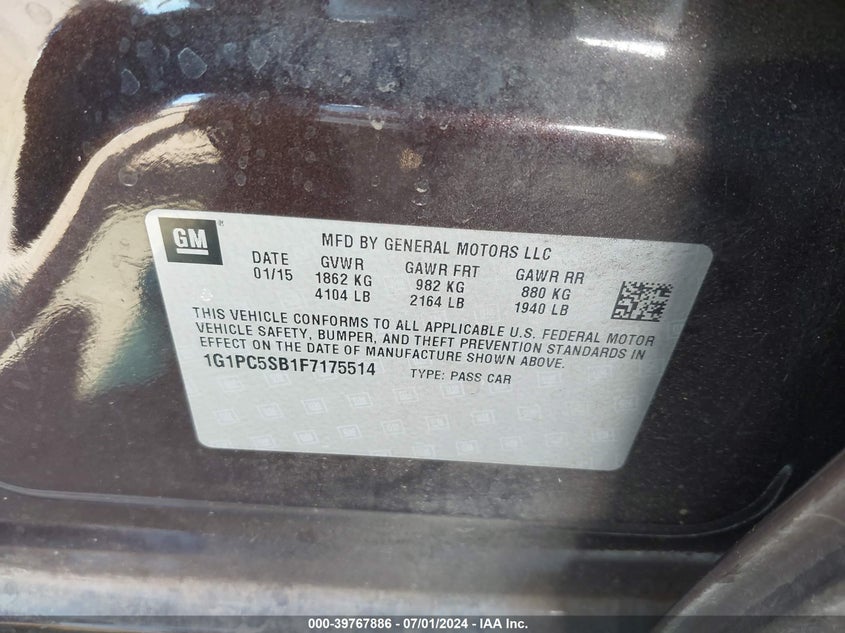 GM
MFD BY GENERAL MOTORS LLC
DATE GVWR GAWR FRT GAWR RR
01/15 1862 KG 982 KG 880 KG
4104 LB 2164 LB 1940 LB
THIS VEHICLE CONFORMS TO ALL APPLICABLE U.S. FEDERAL MOTOR
VEHICLE SAFETY, BUMPER, AND THEFT PREVENTION STANDARDS IN
EFFECT ON THE DATE OF MANUFACTURE SHOWN ABOVE.
1G1PC5SB1F7175514 TYPE: PASS CAR
000-39767886 - 07/01/2024 - IAA Inc.